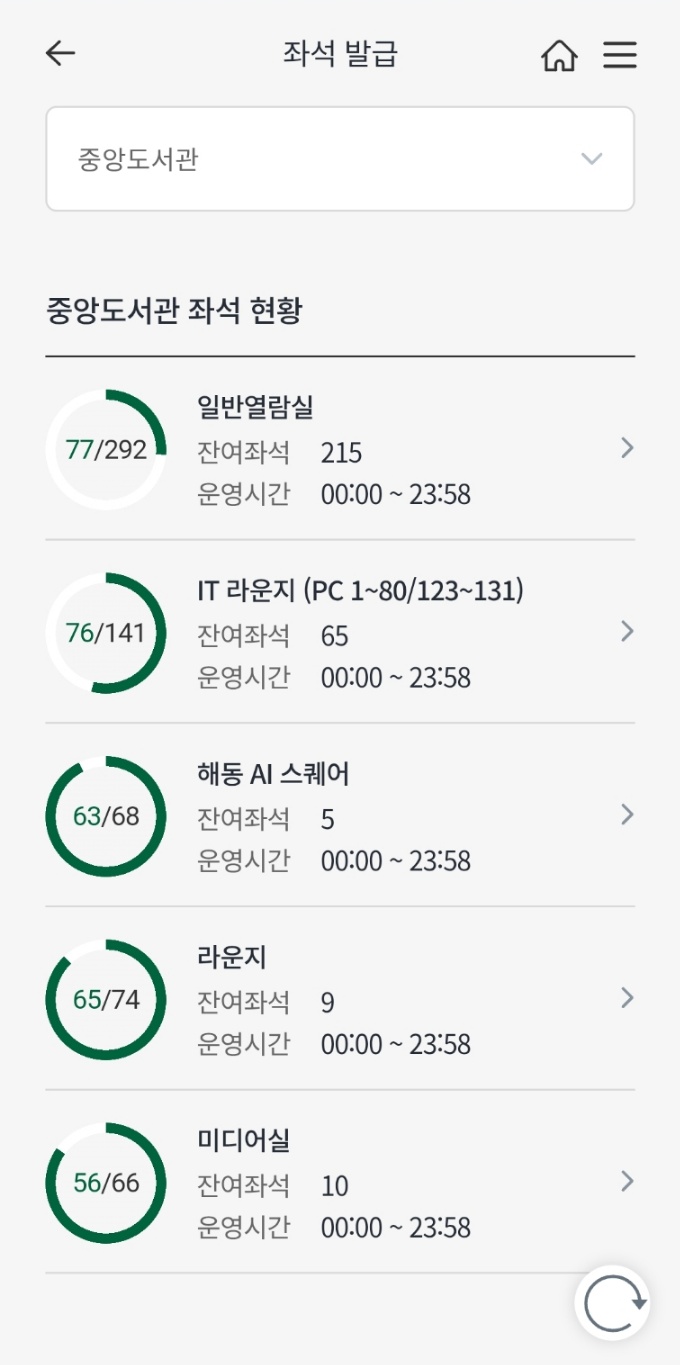 좌석 발급
중앙도서관
중앙도서관 좌석 현황
77/292
일반열람실
잔여좌석 215
운영시간 00:00 ~ 23:58
76/141
IT 라운지 (PC 1~80/123~131)
잔여좌석 65
운영시간 00:00 ~ 23:58
63/68
해동 AI 스퀘어
잔여좌석 5
운영시간 00:00 ~ 23:58
65/74
라운지
잔여좌석 9
운영시간 00:00 ~ 23:58
56/66
미디어실
잔여좌석 10
운영시간 00:00 ~ 23:58